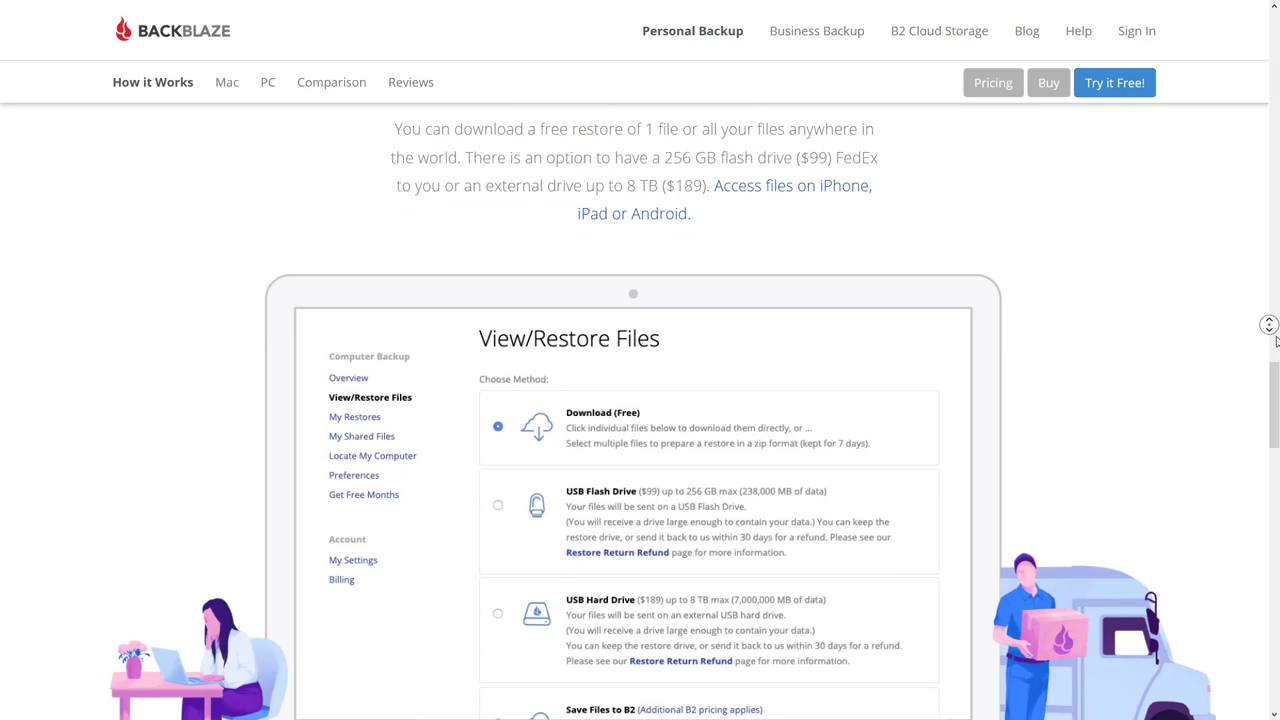 BACKBLAZE
Personal Backup Business Backup B2 Cloud Storage Blog Help Sign In
How it Works Mac PC Comparison Reviews Pricing Buy Try it Free!
You can download a free restore of 1 file or all your files anywhere in
the world. There is an option to have a 256 GB flash drive ($99) FedEx
to you or an external drive up to 8 TB ($189). Access files on iPhone,
iPad or Android.
View/Restore Files
Computer Backup
Overview
View/Restore Files
My Restores
My Shared Files
Locate My Computer
Preferences
Get Free Months
Account
My Settings
Billing
Choose Method:
Download (Free)
Click individual files below to download them directly, or ...
Select multiple files to prepare a restore in a zip format (kept for 7 days).
USB Flash Drive ($99) up to 256 GB max (238,000 MB of data)
Your files will be sent on a USB Flash Drive.
(You will receive a drive large enough to contain your data.) You can keep the
restore drive, or send it back to us within 30 days for a refund. Please see our
Restore Return Refund page for more information.
USB Hard Drive ($189) up to 8 TB max (7,000,000 MB of data)
Your files will be sent on an external USB hard drive.
(You will receive a drive large enough to contain your data.)
You can keep the restore drive, or send it back to us within 30 days for a refund.
Please see our Restore Return Refund page for more information.
Save Files to B2 (Additional B2 pricing applies)